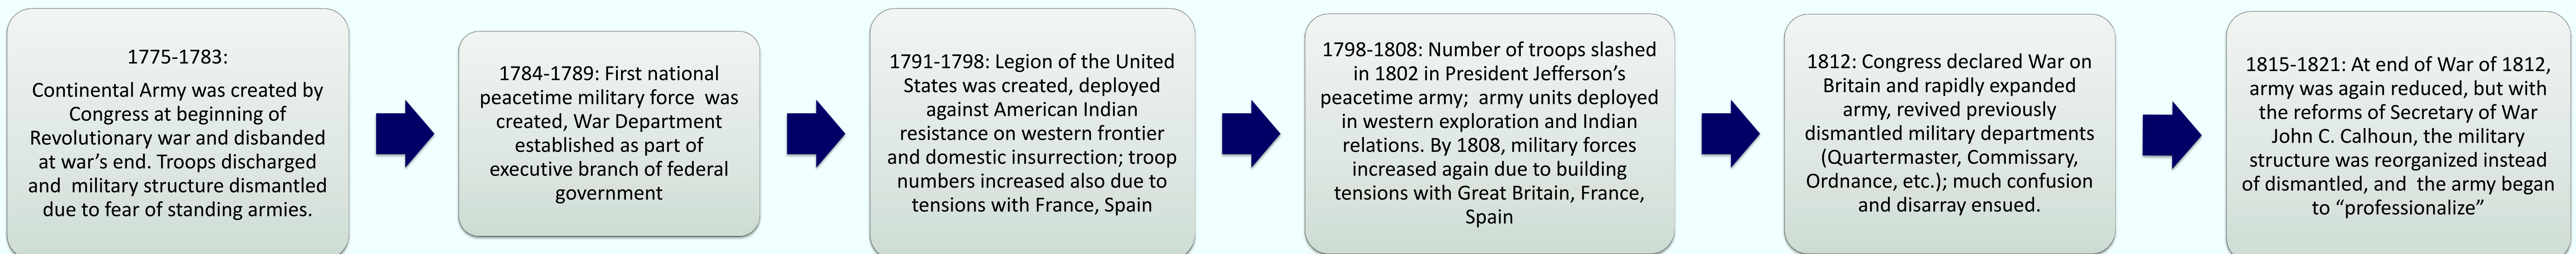 1775-1783:
Continental Army was created by
Congress at beginning of
Revolutionary war and disbanded
at war’s end. Troops discharged
and  military structure dismantled
due to fear of standing armies.
1784-1789: First national
peacetime military force  was
created, War Department
established as part of
executive branch of federal
government
1791-1798: Legion of the United
States was created, deployed
against American Indian
resistance on western frontier
and domestic insurrection; troop
numbers increased also due to
tensions with France, Spain
1798-1808: Number of troops slashed
in 1802 in President Jefferson’s
peacetime army;  army units deployed
in western exploration and Indian
relations. By 1808, military forces
increased again due to building
tensions with Great Britain, France,
Spain
1812: Congress declared War on
Britain and rapidly expanded
army, revived previously
dismantled military departments
(Quartermaster, Commissary,
Ordnance, etc.); much confusion
and disarray ensued.
1815-1821: At end of War of 1812,
army was again reduced, but with
the reforms of Secretary of War
John C. Calhoun, the military
structure was reorganized instead
of dismantled, and  the army began
to “professionalize”